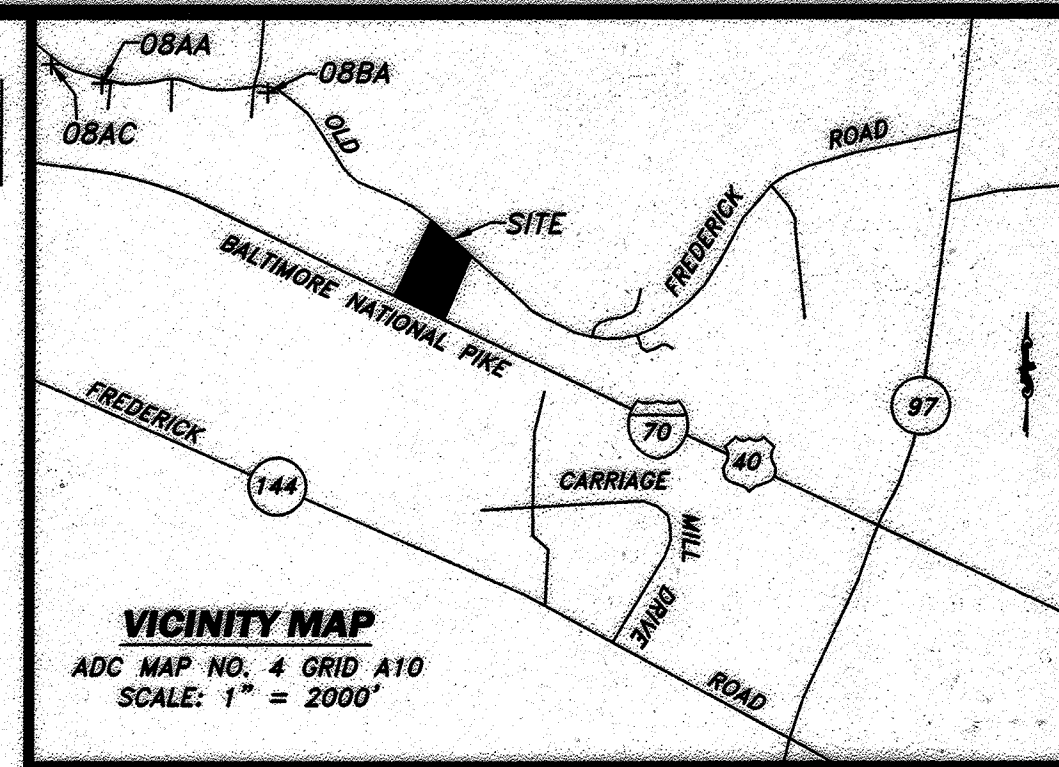 08AA
08BA
08AC
OLD
ROAD
FREDERICK
SITE
BALTIMORE NATIONAL PIKE
FREDERICK
97
70
40
144
CARRIAGE
MILL
DRIVE
VICINITY MAP
ADC MAP NO. 4 GRID A10
SCALE: 1" = 2000'
ROAD